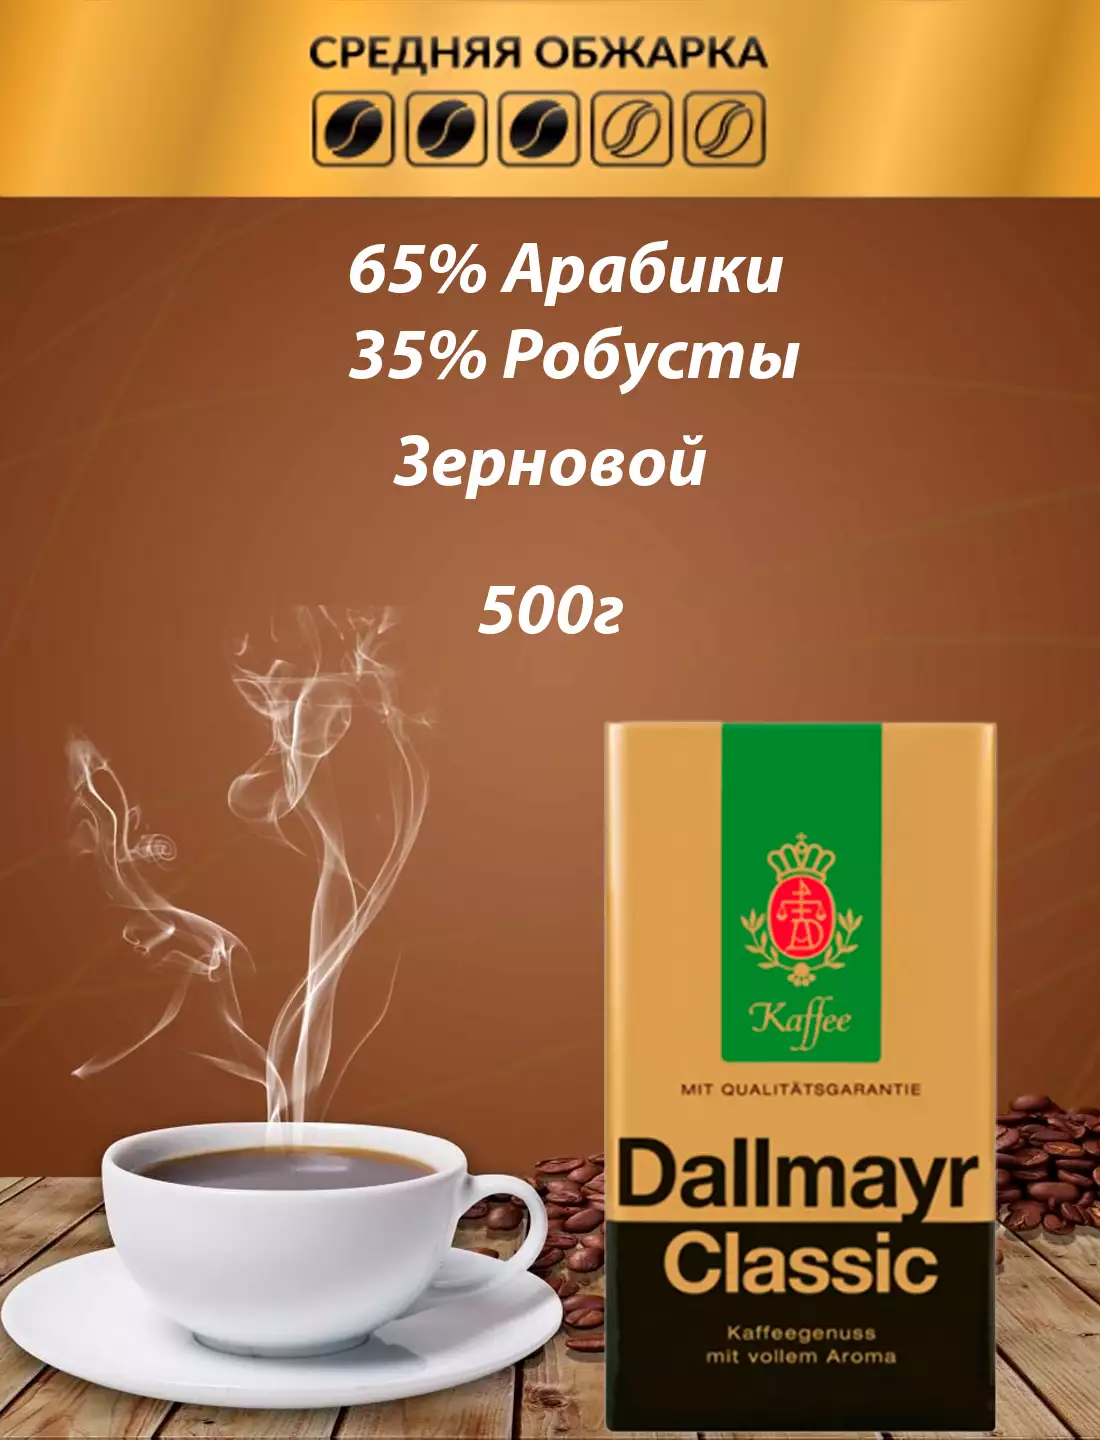 СРЕДНЯЯ ОБЖАРКА
65% Арабики
35% Робусты
Зерновой
500г
Kaffee
MIT QUALITÄTSGARANTIE
Dallmayr
Classic
Kaffeegenuss
mit vollem Aroma